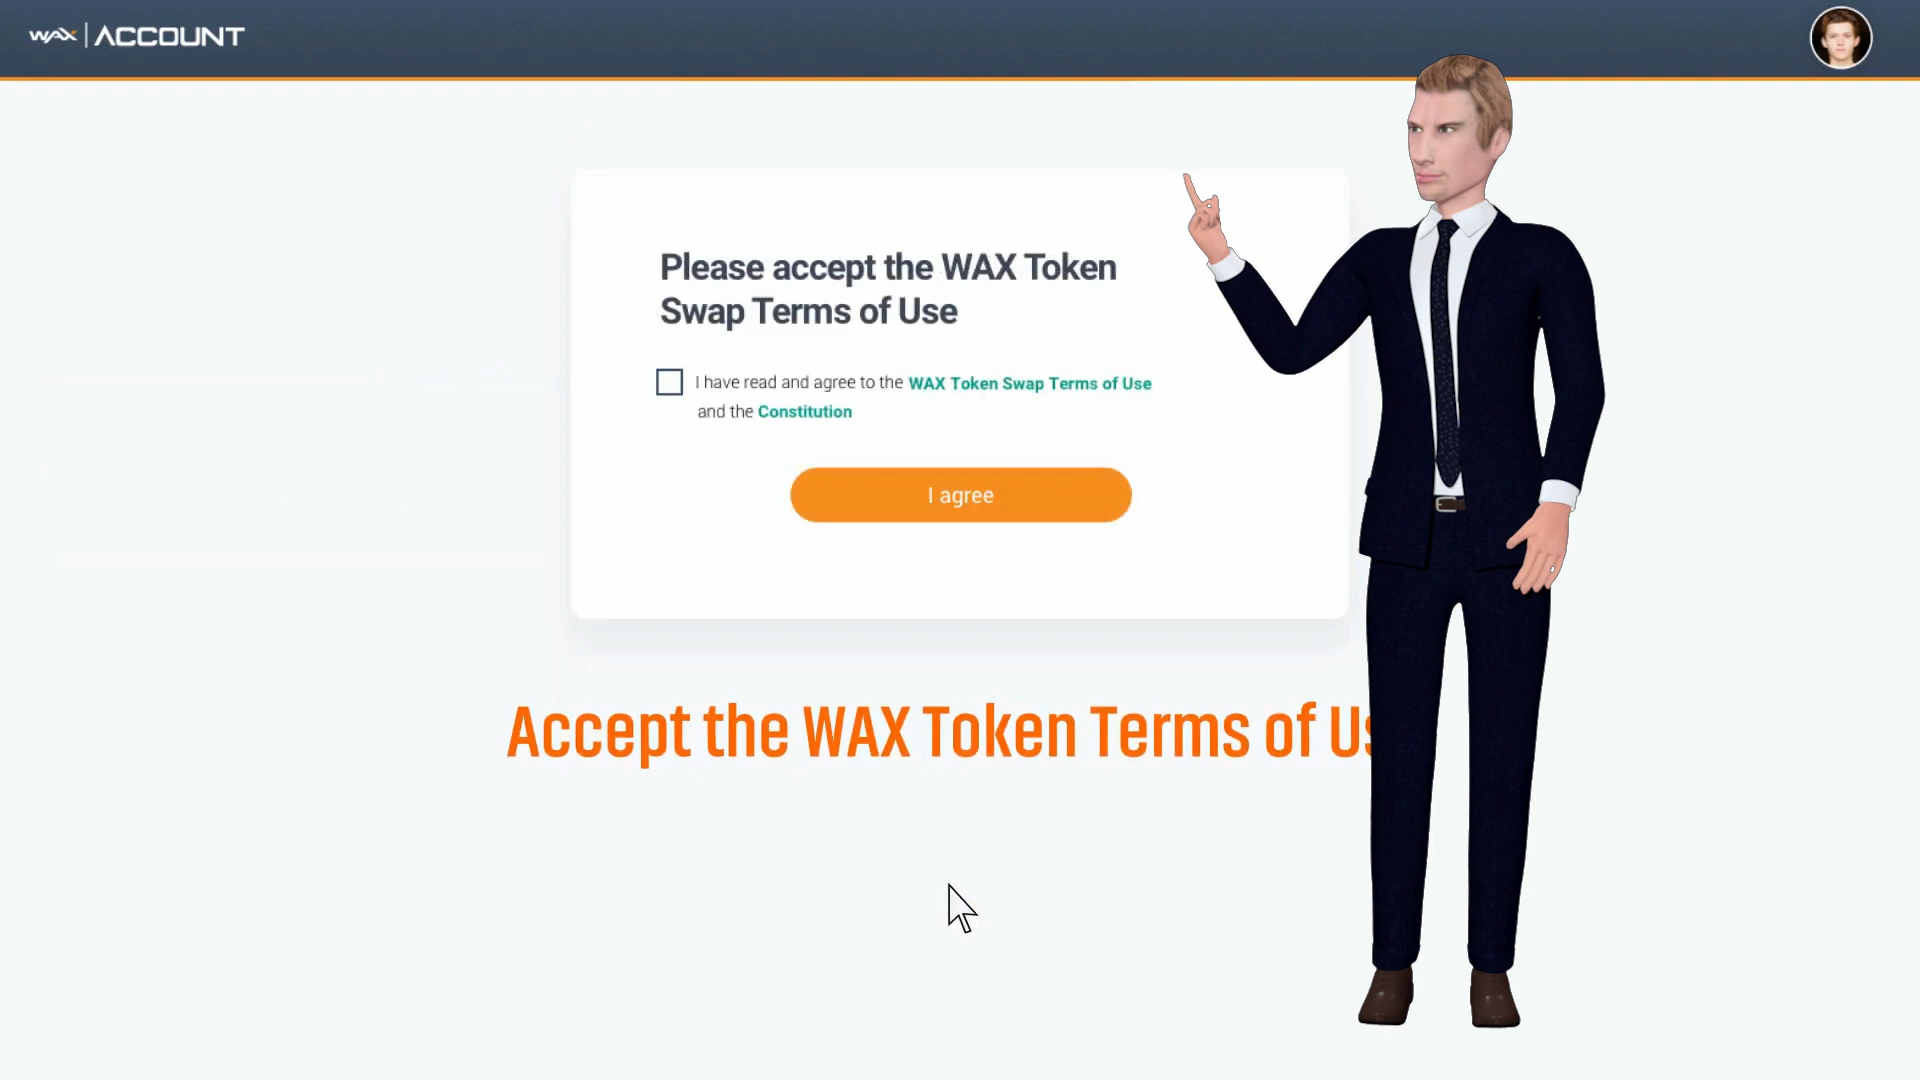 WAX | ACCOUNT
Please accept the WAX Token
Swap Terms of Use
I have read and agree to the WAX Token Swap Terms of Use
and the Constitution
I agree
Accept the WAX Token Terms of Us